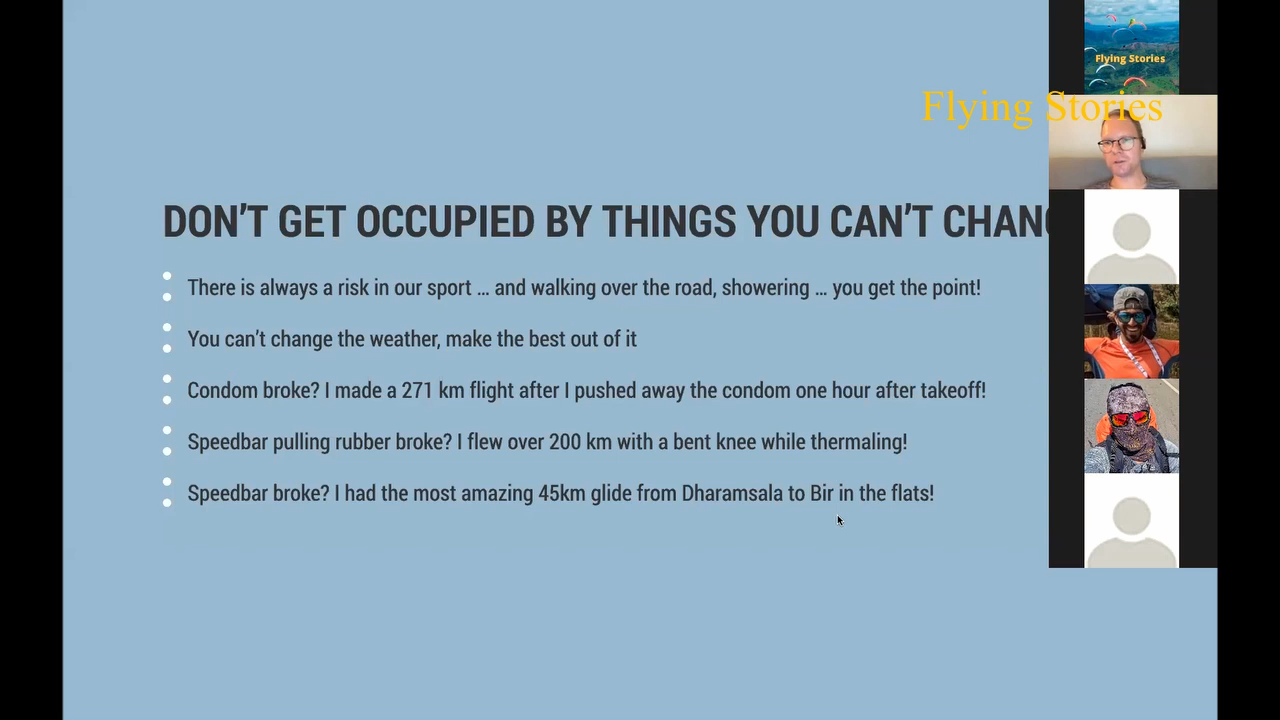 Flying Stories
Flying Stories
DON'T GET OCCUPIED BY THINGS YOU CAN'T CHANG
There is always a risk in our sport ... and walking over the road, showering ... you get the point!
You can't change the weather, make the best out of it
Condom broke? I made a 271 km flight after I pushed away the condom one hour after takeoff!
Speedbar pulling rubber broke? I flew over 200 km with a bent knee while thermaling!
Speedbar broke? I had the most amazing 45km glide from Dharamsala to Bir in the flats!